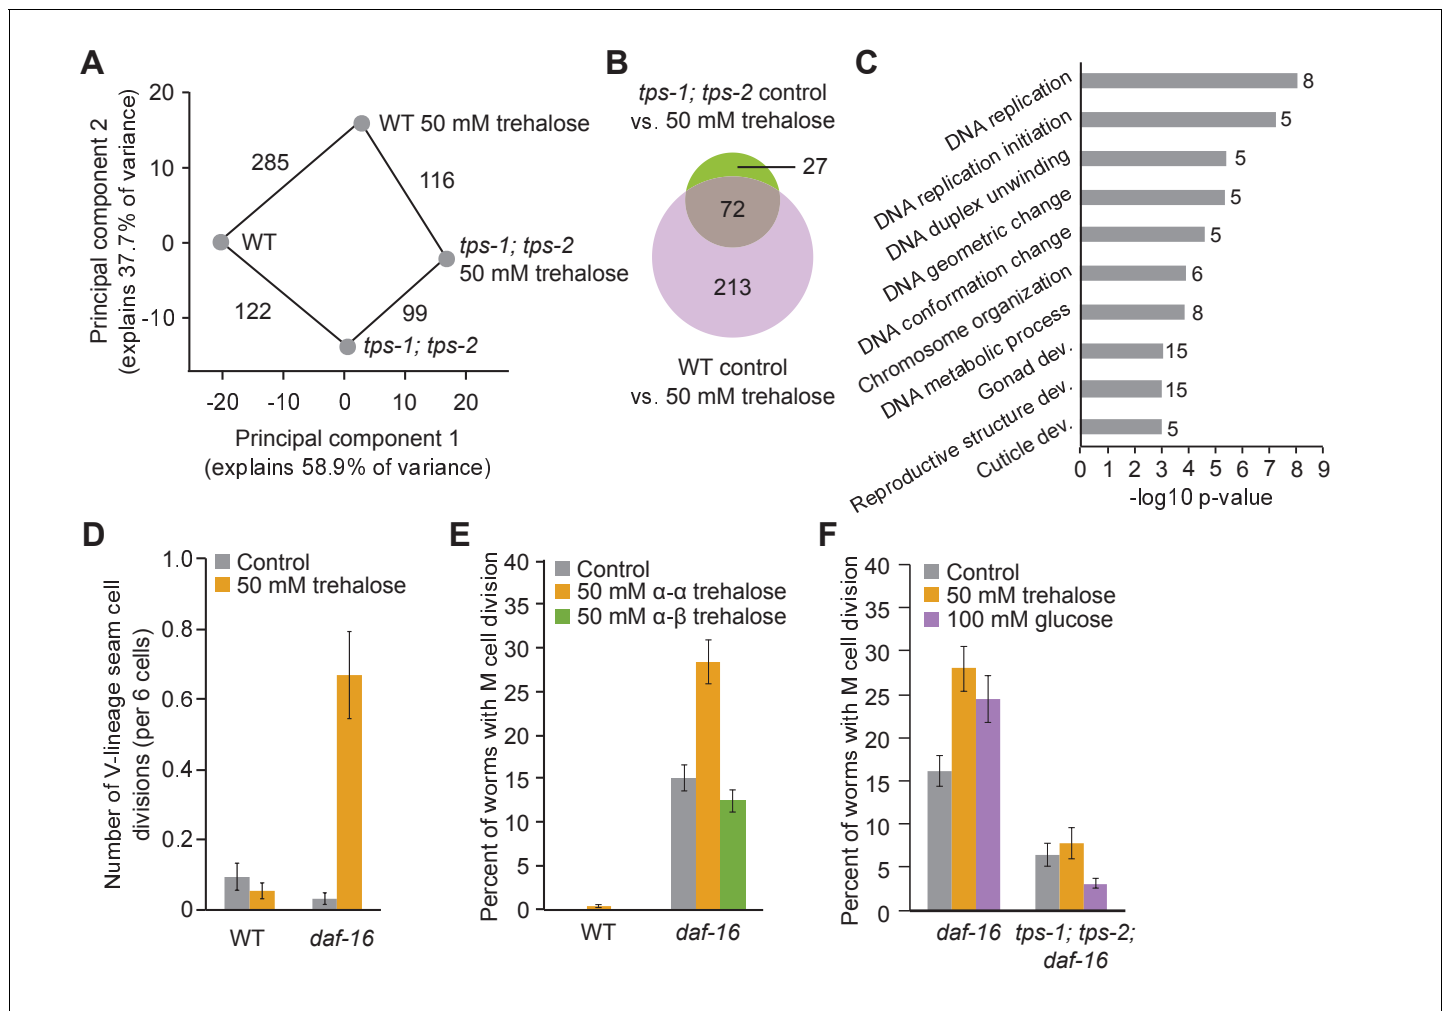 A
20
10
0
-10
Principal component 2
(explains 37.7% of variance)
WT 50 mM trehalose
285
116
WT
tps-1; tps-2
50 mM trehalose
122
99
tps-1; tps-2
-20 -10 0 10 20
Principal component 1
(explains 58.9% of variance)
B
tps-1; tps-2 control
vs. 50 mM trehalose
27
72
213
WT control
vs. 50 mM trehalose
C
DNA replication 8
DNA replication initiation 5
DNA duplex unwinding 5
DNA geometric change 5
DNA conformation change 5
Chromosome organization 6
DNA metabolic process 8
Gonad dev. 15
Reproductive structure dev. 15
Cuticle dev. 5
0 1 2 3 4 5 6 7 8 9
-log10 p-value
D
Number of V-lineage seam cell
divisions (per 6 cells)
1.0
0.8
0.6
0.4
0.2
0
Control
50 mM trehalose
WT daf-16
E
Percent of worms with M cell division
40
35
30
25
20
15
10
5
0
Control
50 mM α-α trehalose
50 mM α-β trehalose
WT daf-16
F
Percent of worms with M cell division
40
35
30
25
20
15
10
5
0
Control
50 mM trehalose
100 mM glucose
daf-16 tps-1; tps-2;
daf-16